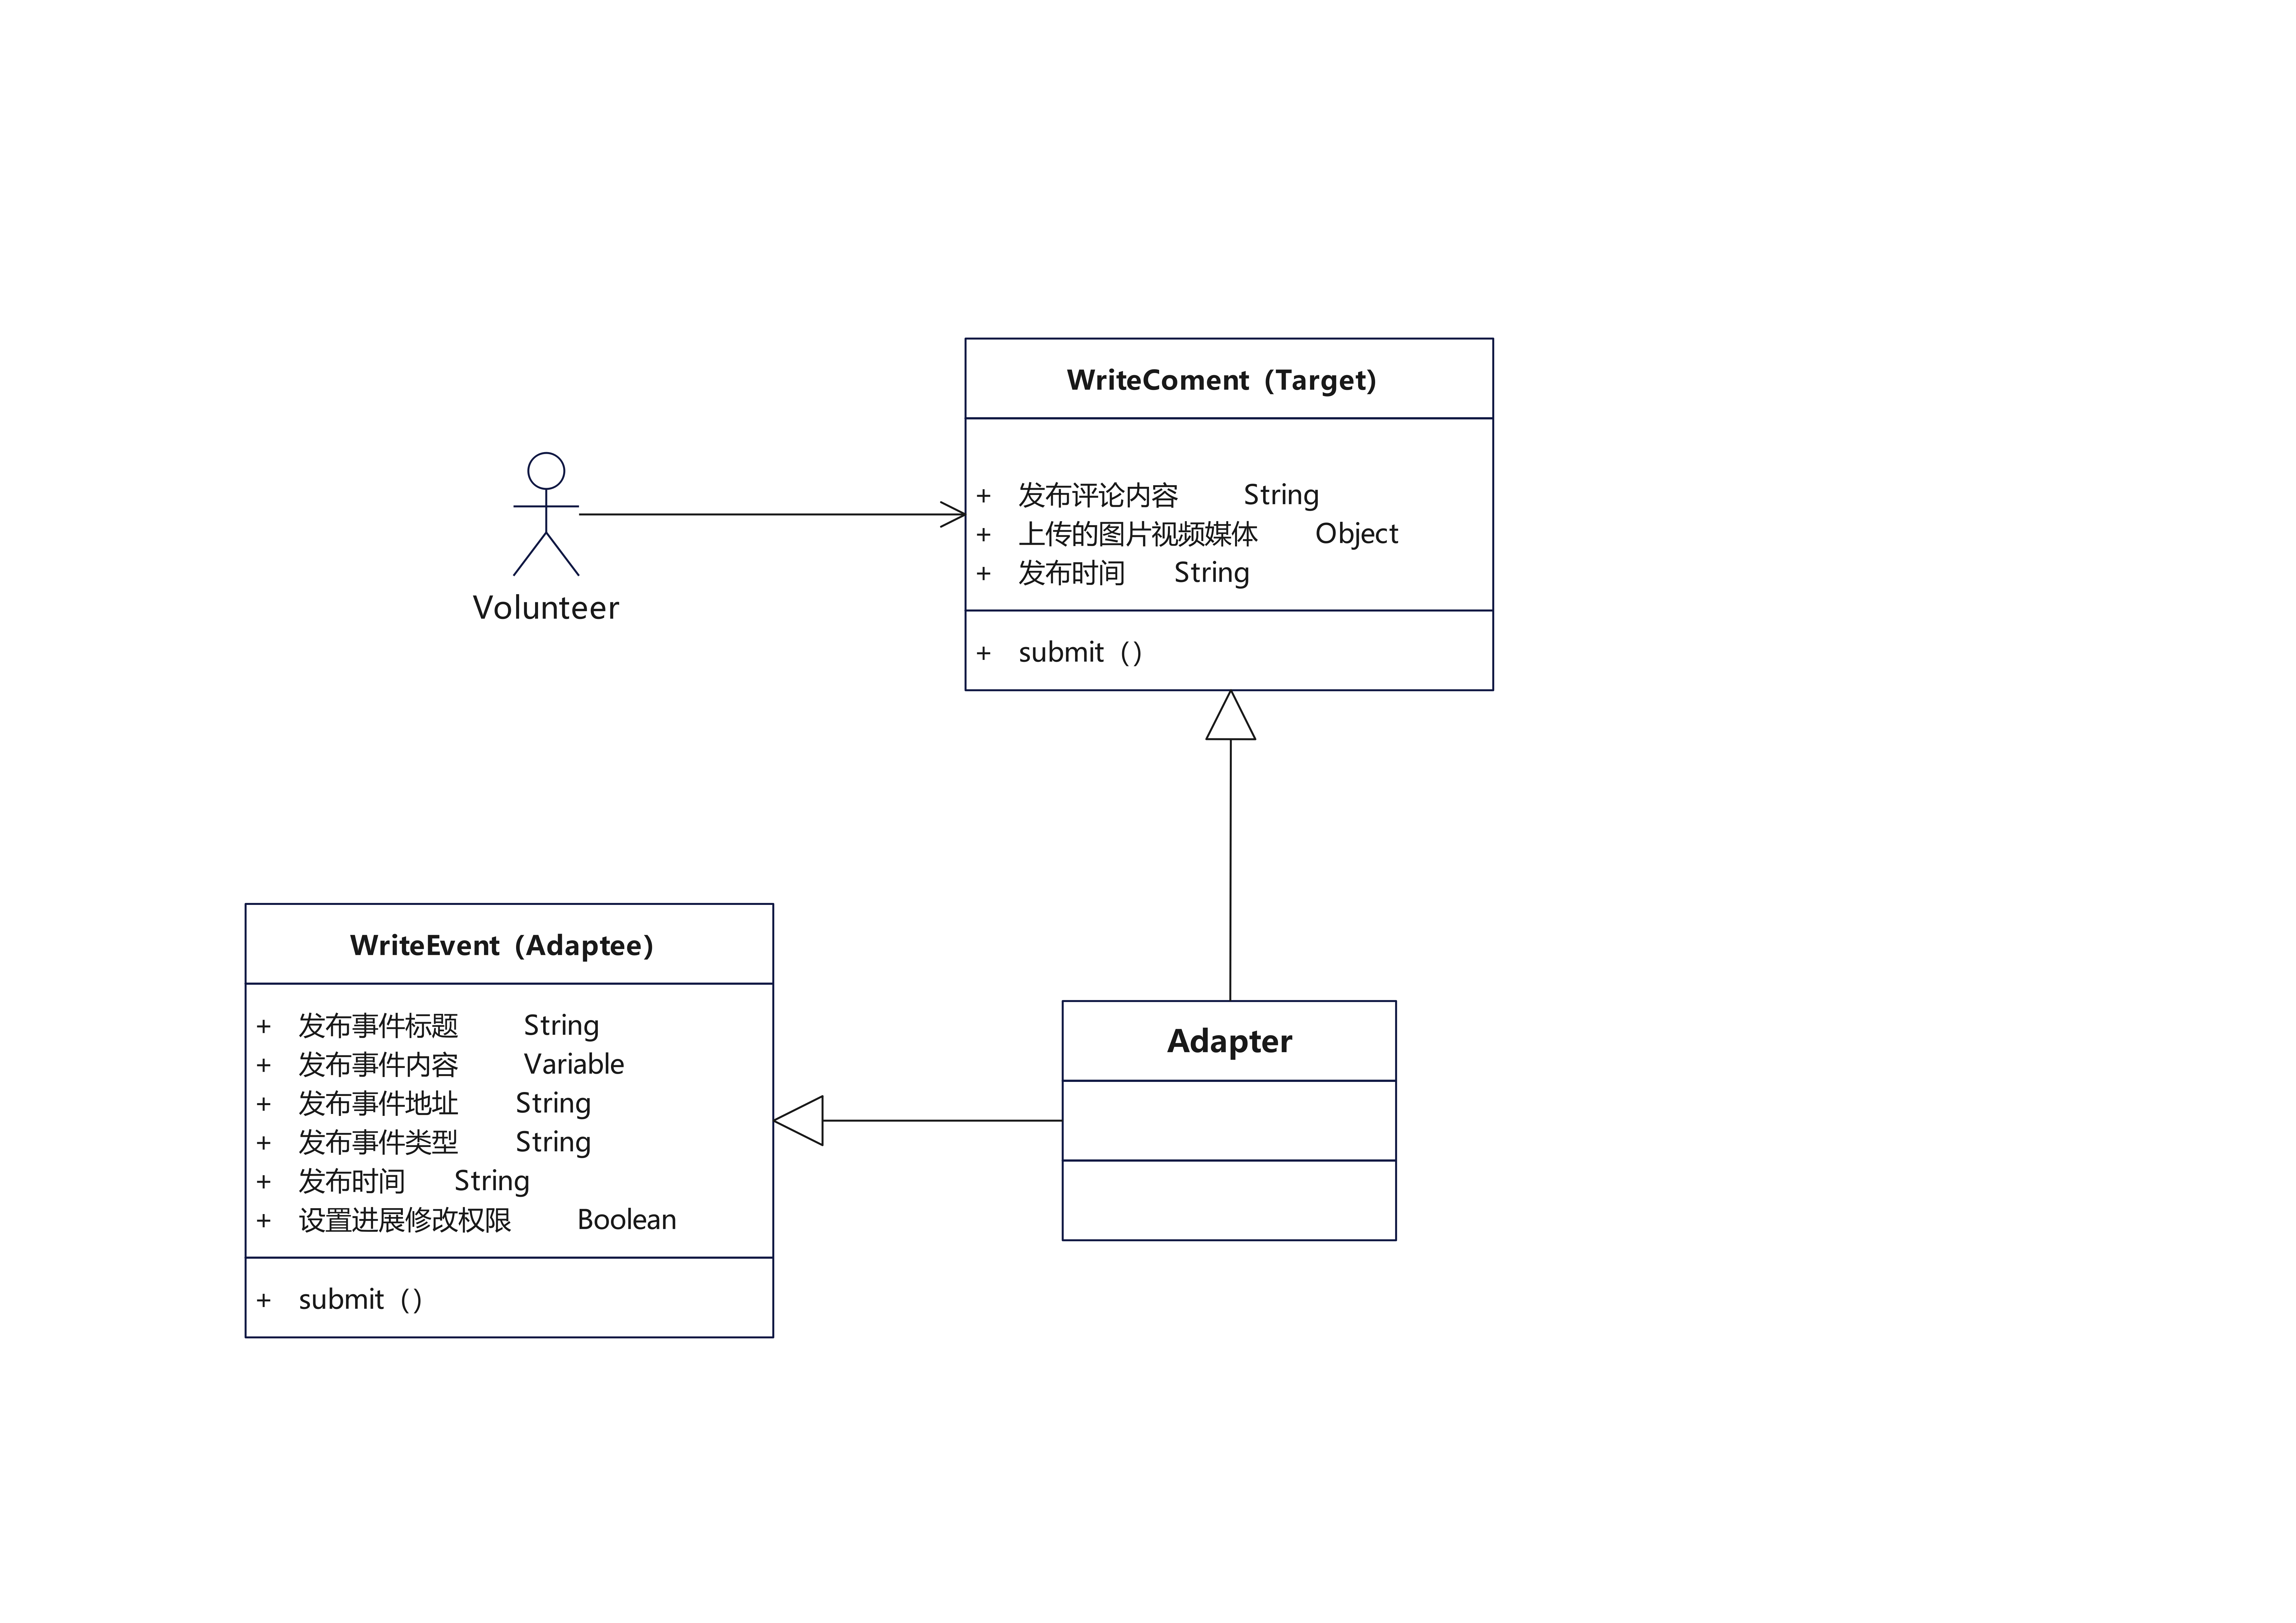 WriteComent (Target)
+ 发布评论内容 String
+ 上传的图片视频媒体 Object
+ 发布时间 String
+ submit ()
Volunteer
WriteEvent (Adaptee)
+ 发布事件标题 String
+ 发布事件内容 Variable
+ 发布事件地址 String
+ 发布事件类型 String
+ 发布时间 String
+ 设置进展修改权限 Boolean
+ submit ()
Adapter